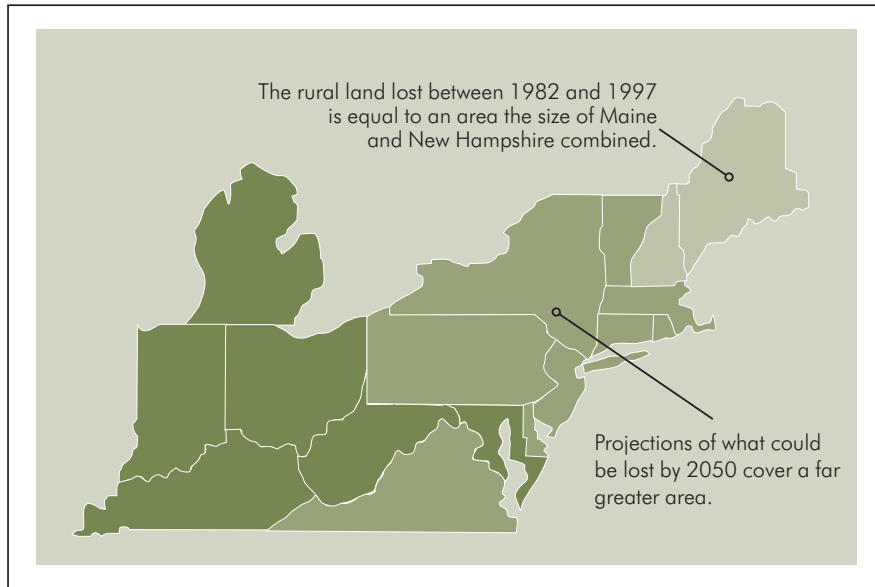 The rural land lost between 1982 and 1997
is equal to an area the size of Maine
and New Hampshire combined.
Projections of what could
be lost by 2050 cover a far
greater area.